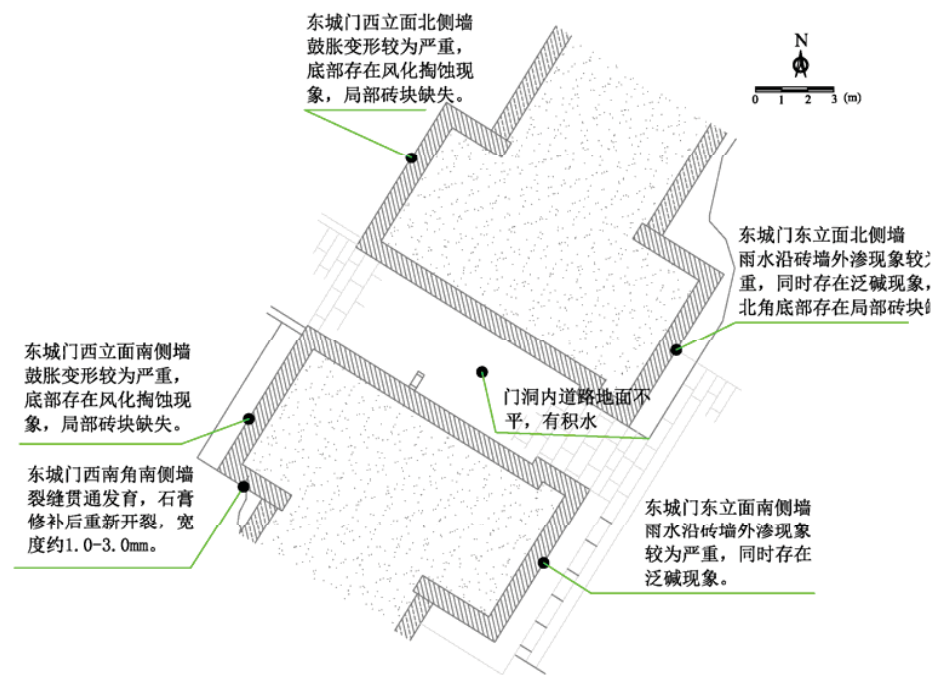 东城门西立面北侧墙
鼓胀变形较为严重，
底部存在风化掏蚀现
象，局部砖块缺失。
N
0 1 2 3 (m)
东城门东立面北侧墙
雨水沿砖墙外渗现象较
重，同时存在泛碱现象，
北角底部存在局部砖块
东城门西立面南侧墙
鼓胀变形较为严重，
底部存在风化掏蚀现
象，局部砖块缺失。
门洞内道路地面不
平，有积水
东城门西南角南侧墙
裂缝贯通发育，石膏
修补后重新开裂，宽
度约1.0-3.0mm。
东城门东立面南侧墙
雨水沿砖墙外渗现象
较为严重，同时存在
泛碱现象。